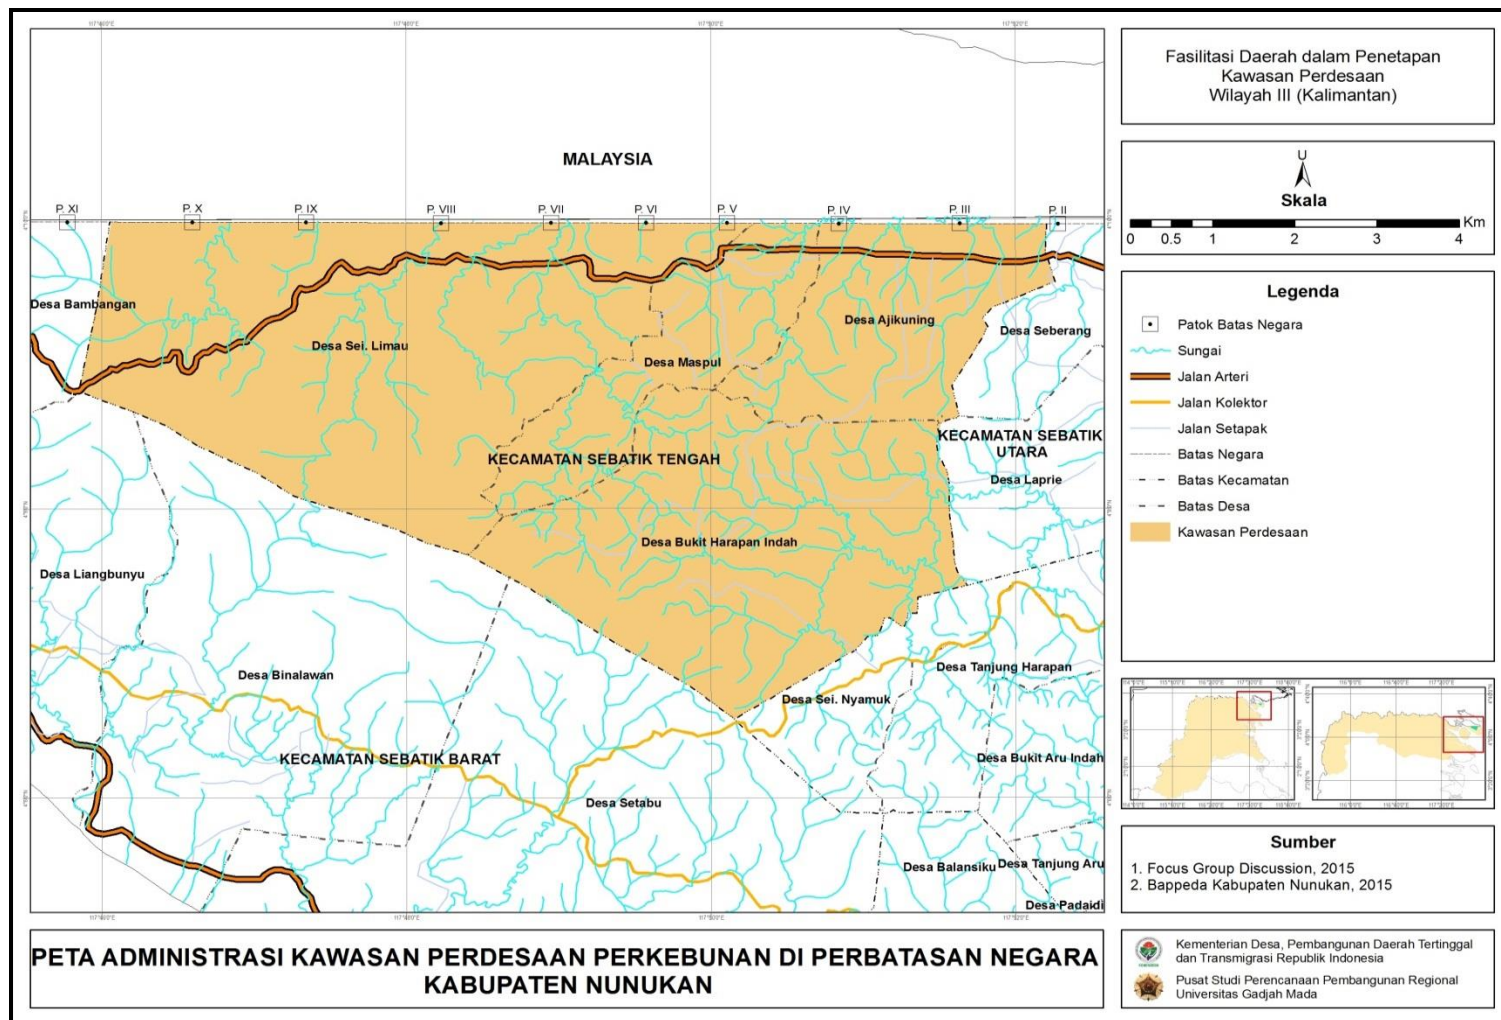 MALAYSIA
P. XI
P. X
P. IX
P. VIII
P. VII
P. VI
P. V
P. IV
P. III
P. II
Desa Bambangan
Desa Sei. Limau
Desa Maspul
Desa Ajikuning
Desa Seberang
KECAMATAN SEBATIK TENGAH
KECAMATAN SEBATIK
UTARA
Desa Laprie
Desa Bukit Harapan Indah
Desa Liangbunyu
Desa Binalawan
Desa Tanjung Harapan
Desa Sei. Nyamuk
KECAMATAN SEBATIK BARAT
Desa Bukit Aru Indah
Desa Setabu
Desa Balansiku
Desa Tanjung Aru
Desa Padaidi
PETA ADMINISTRASI KAWASAN PERDESAAN PERKEBUNAN DI PERBATASAN NEGARA
KABUPATEN NUNUKAN
Fasilitasi Daerah dalam Penetapan
Kawasan Perdesaan
Wilayah III (Kalimantan)
U
Skala
0 0.5 1 2 3 4 Km
Legenda
Patok Batas Negara
Sungai
Jalan Arteri
Jalan Kolektor
Jalan Setapak
Batas Negara
Batas Kecamatan
Batas Desa
Kawasan Perdesaan
Sumber
1. Focus Group Discussion, 2015
2. Bappeda Kabupaten Nunukan, 2015
Kementerian Desa, Pembangunan Daerah Tertinggal
dan Transmigrasi Republik Indonesia
Pusat Studi Perencanaan Pembangunan Regional
Universitas Gadjah Mada